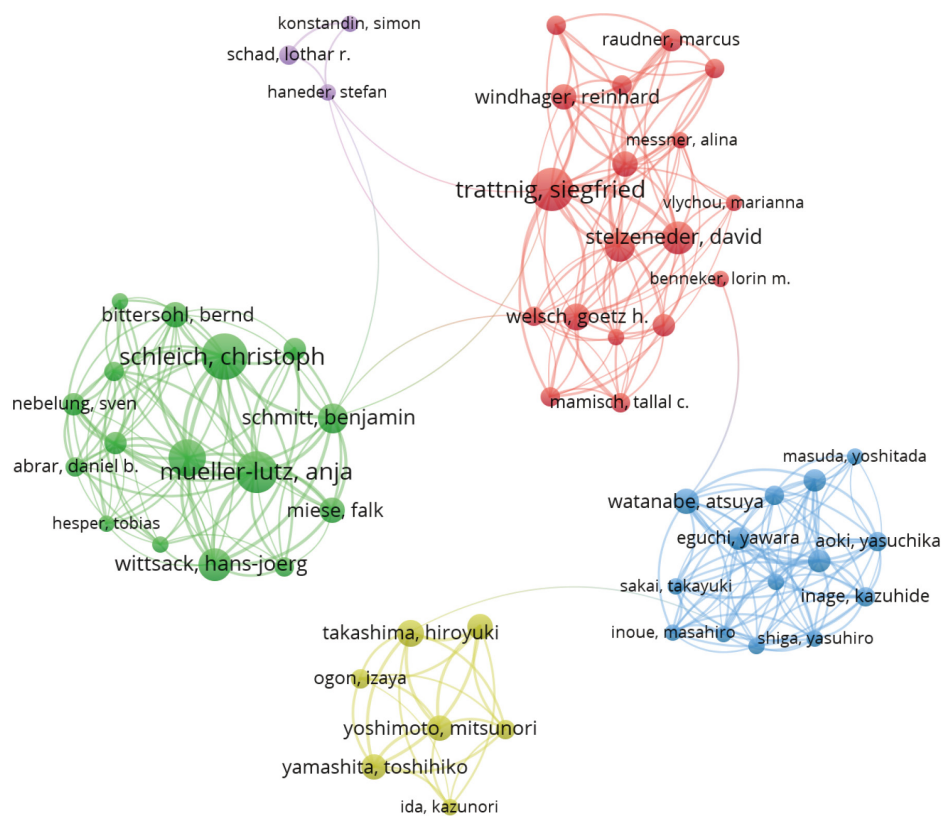 konstandin, simon
schad, lothar r.
haneder, stefan
raudner, marcus
windhager, reinhard
messner, alina
trattnig, siegfried
vlychou, marianna
stelzeneder, david
benneker, lorin m.
welsch, goetz h.
mamisch, tallal c.
bittersohl, bernd
schleich, christoph
nebelung, sven
schmitt, benjamin
abrar, daniel b.
mueller-lutz, anja
miese, falk
hesper, tobias
wittsack, hans-joerg
masuda, yoshitada
watanabe, atsuya
eguchi, yawara
aoki, yasuchika
sakai, takayuki
inage, kazuhide
inoue, masahiro
shiga, yasuhiro
takashima, hiroyuki
ogon, izaya
yoshimoto, mitsunori
yamashita, toshihiko
ida, kazunori